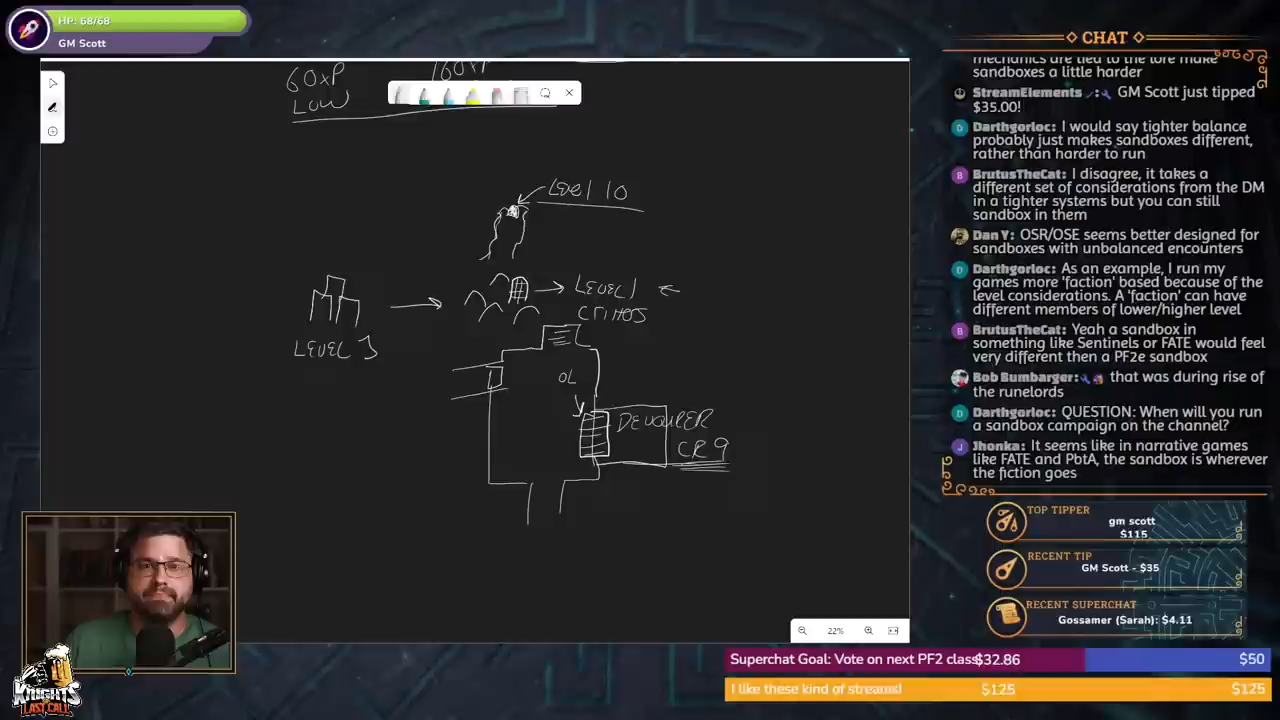 HP: 68/68
GM Scott
60xP
160xP
LOW
LEVEL 10
LEVEL 1
LEVEL 3
OL
DEVOURER
CR9
22%
CHAT
mechanics are tied to the lore make
sandboxes a little harder
StreamElements : GM Scott just tipped
$35.00!
Darthgorloc: I would say tighter balance
probably just makes sandboxes different,
rather than harder to run
BrutusTheCat: I disagree, it takes a
different set of considerations from the DM
in a tighter systems but you can still
sandbox in them
Dan Y: OSR/OSE seems better designed for
sandboxes with unbalanced encounters
Darthgorloc: As an example, I run my
games more 'faction' based because of the
level considerations. A 'faction' can have
different members of lower/higher level
BrutusTheCat: Yeah a sandbox in
something like Sentinels or FATE would feel
very different then a PF2e sandbox
Bob Bumbarger: that was during rise of
the runelords
Darthgorloc: QUESTION: When will you run
a sandbox campaign on the channel?
Jhonka: It seems like in narrative games
like FATE and PbtA, the sandbox is wherever
the fiction goes
TOP TIPPER
gm scott
$115
RECENT TIP
GM Scott - $35
RECENT SUPERCHAT
Gossamer (Sarah): $4.11
Superchat Goal: Vote on next PF2 class $32.86 $50
I like these kind of streams! $125 $125
KNIGHTS
OF LAST CALL